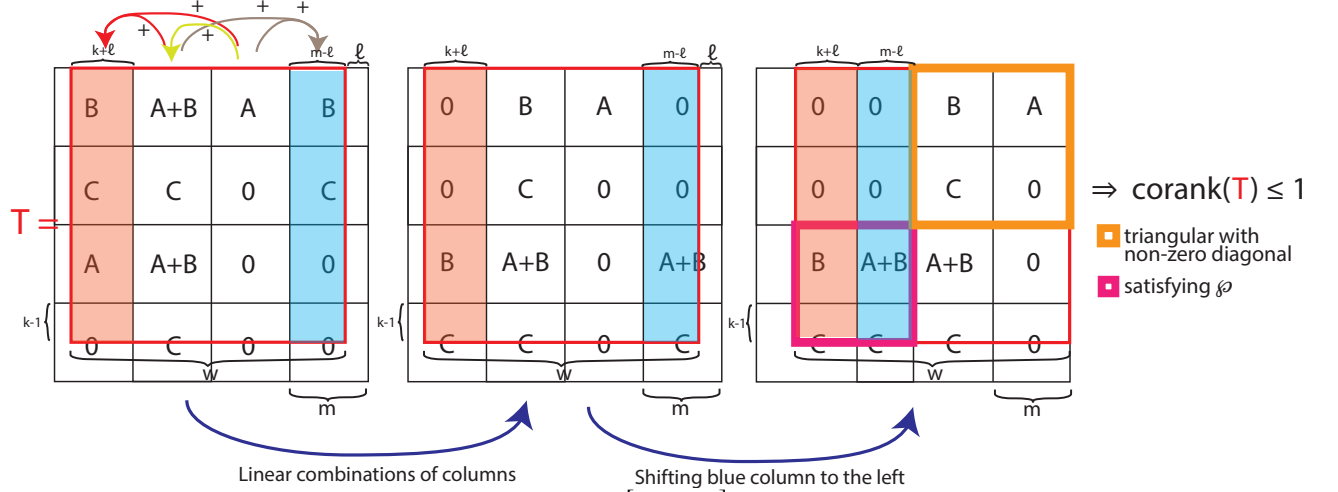 + + + + +
k+ℓ m-ℓ ℓ k+ℓ m-ℓ ℓ k+ℓ m-ℓ
B A+B A B 0 B A 0 0 0 B A
C C 0 C 0 C 0 0 0 0 C 0
⇒ corank(T) ≤ 1
T =
triangular with
non-zero diagonal
A A+B 0 0 B A+B 0 A+B B A+B A+B 0
satisfying ℘
k-1 k-1 k-1
0 C 0 0 C C 0 C C C C 0
w w w
m m m
Linear combinations of columns
Shifting blue column to the left